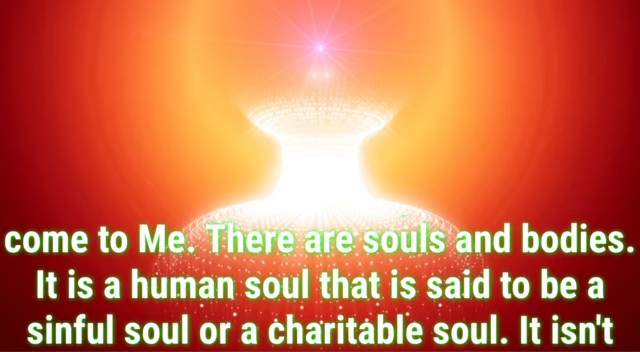 come to Me. There are souls and bodies.
It is a human soul that is said to be a
sinful soul or a charitable soul. It isn't